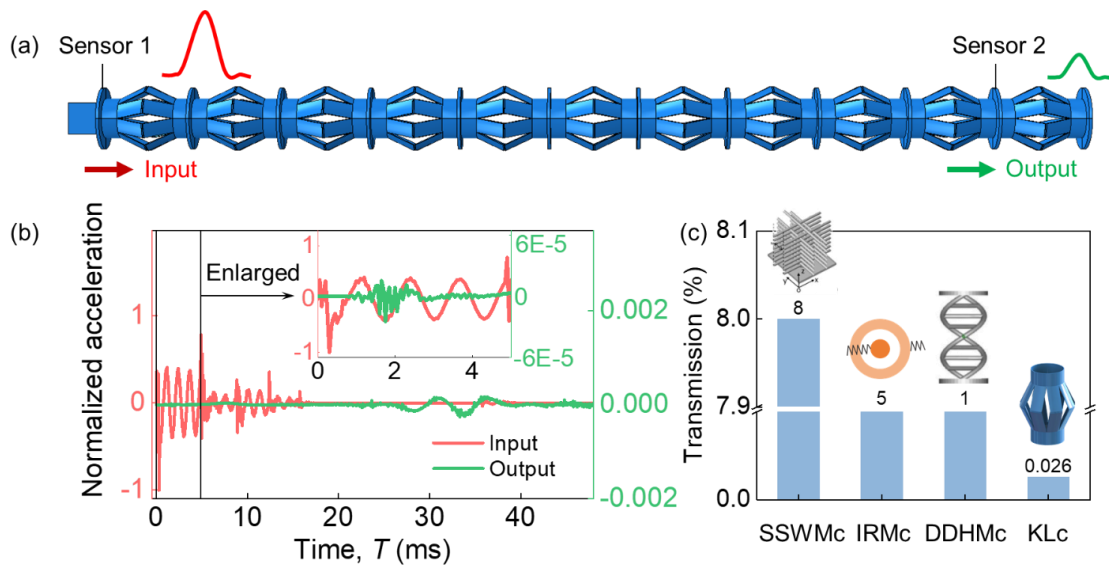 (a)
Sensor 1
Sensor 2
Input
Output
(b)
Normalized acceleration
1
0
-1
Enlarged
1
0
-1
6E-5
0
-6E-5
0 2 4
0.002
0.000
-0.002
Input
Output
0 10 20 30 40
Time, T (ms)
(c)
Transmission (%)
8.1
8.0
7.9
0.0
8
5
1
0.026
SSWMc IRMc DDHMc KLc